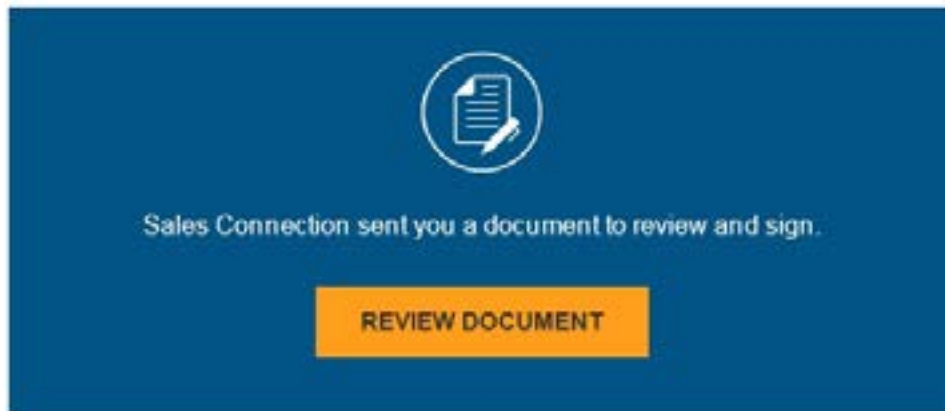 Sales Connection sent you a document to review and sign.
REVIEW DOCUMENT